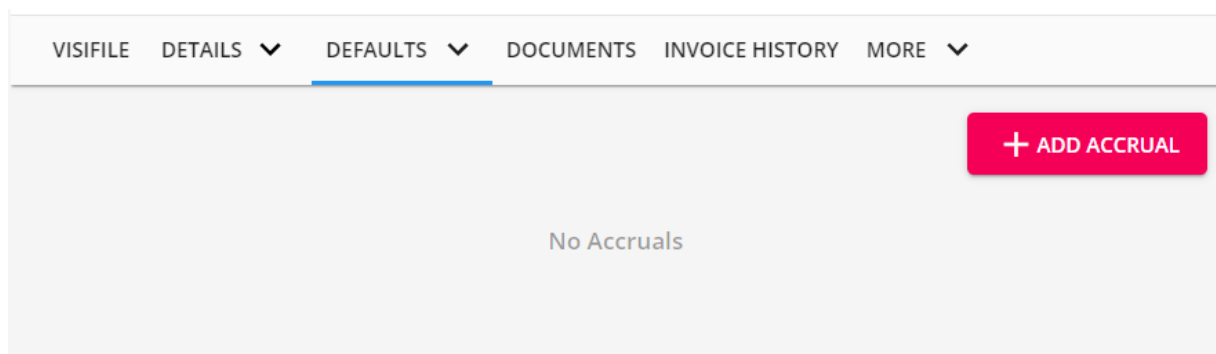 VISIFILE DETAILS DEFAULTS DOCUMENTS INVOICE HISTORY MORE
ADD ACCRUAL
No Accruals